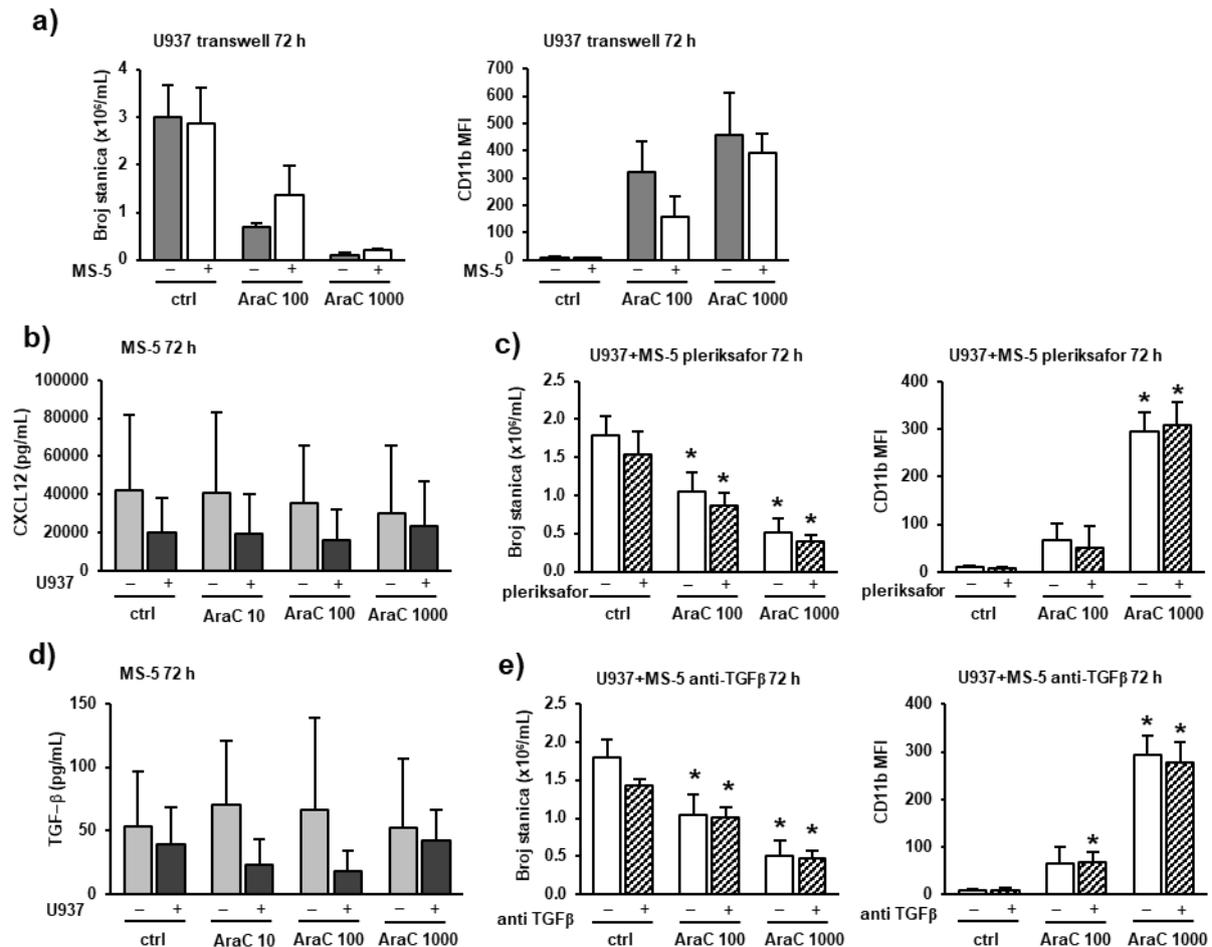 a)
U937 transwell 72 h
Broj stanica (x10⁶/mL)
4
3
2
1
0
MS-5 – + – + – +
ctrl AraC 100 AraC 1000
U937 transwell 72 h
CD11b MFI
700
600
500
400
300
200
100
0
MS-5 – + – + – +
ctrl AraC 100 AraC 1000
b)
MS-5 72 h
CXCL12 (pg/mL)
100000
80000
60000
40000
20000
0
U937 – + – + – + – +
ctrl AraC 10 AraC 100 AraC 1000
c)
U937+MS-5 pleriksafor 72 h
Broj stanica (x10⁶/mL)
2.5
2.0
1.5
1.0
0.5
0.0
* * * *
pleriksafor – + – + – +
ctrl AraC 100 AraC 1000
U937+MS-5 pleriksafor 72 h
CD11b MFI
400
300
200
100
0
* *
pleriksafor – + – + – +
ctrl AraC 100 AraC 1000
d)
MS-5 72 h
TGF–β (pg/mL)
150
100
50
0
U937 – + – + – + – +
ctrl AraC 10 AraC 100 AraC 1000
e)
U937+MS-5 anti-TGFβ 72 h
Broj stanica (x10⁶/mL)
2.5
2.0
1.5
1.0
0.5
0.0
* * * *
anti TGFβ – + – + – +
ctrl AraC 100 AraC 1000
U937+MS-5 anti-TGFβ 72 h
CD11b MFI
400
300
200
100
0
* * *
anti TGFβ – + – + – +
ctrl AraC 100 AraC 1000